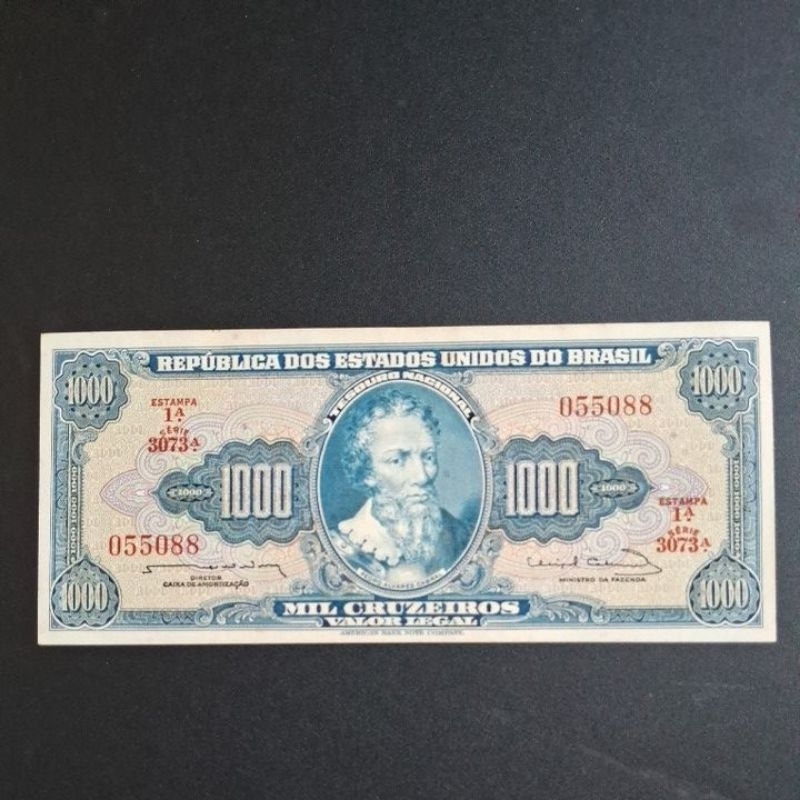 REPÚBLICA DOS ESTADOS UNIDOS DO BRASIL
TESOURO NACIONAL
1000
1000
ESTAMPA
1ª
SÉRIE
3073ª
055088
1000
1000
1000
1000
055088
ESTAMPA
1ª
SÉRIE
3073ª
DIRETOR
CAIXA DE AMORTIZAÇÃO
MINISTRO DA FAZENDA
1000
1000
MIL CRUZEIROS
VALOR LEGAL
AMERICAN BANK NOTE COMPANY.